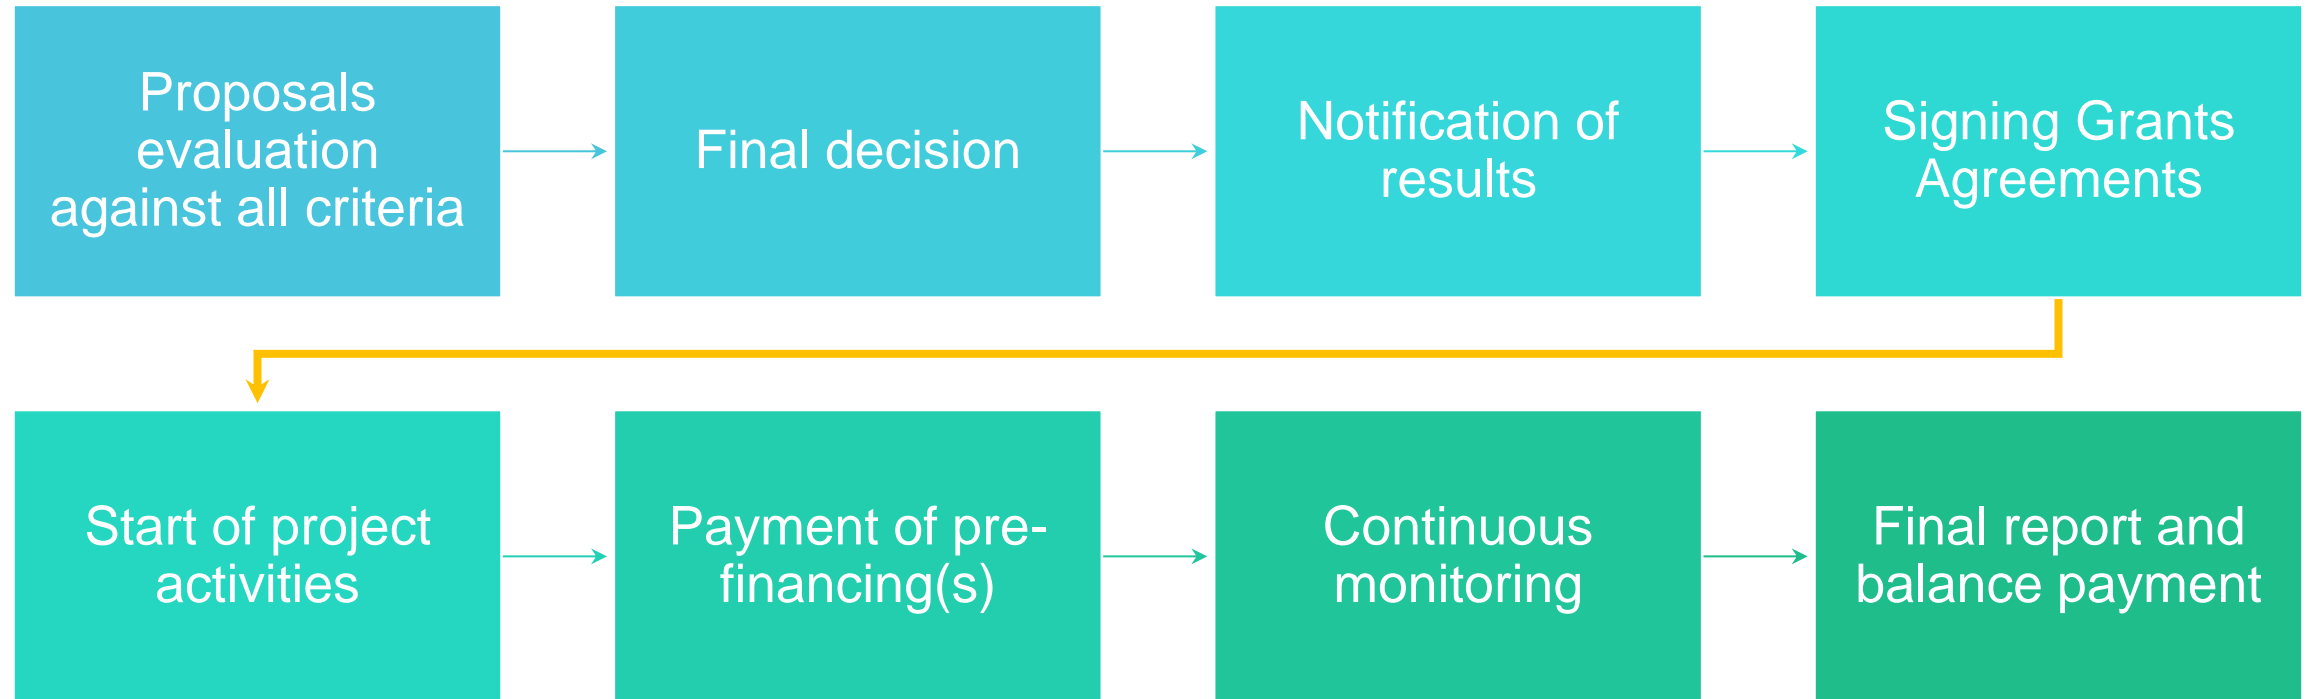 Proposals
evaluation
against all criteria
Final decision
Notification of
results
Signing Grants
Agreements
Start of project
activities
Payment of pre-
financing(s)
Continuous
monitoring
Final report and
balance payment